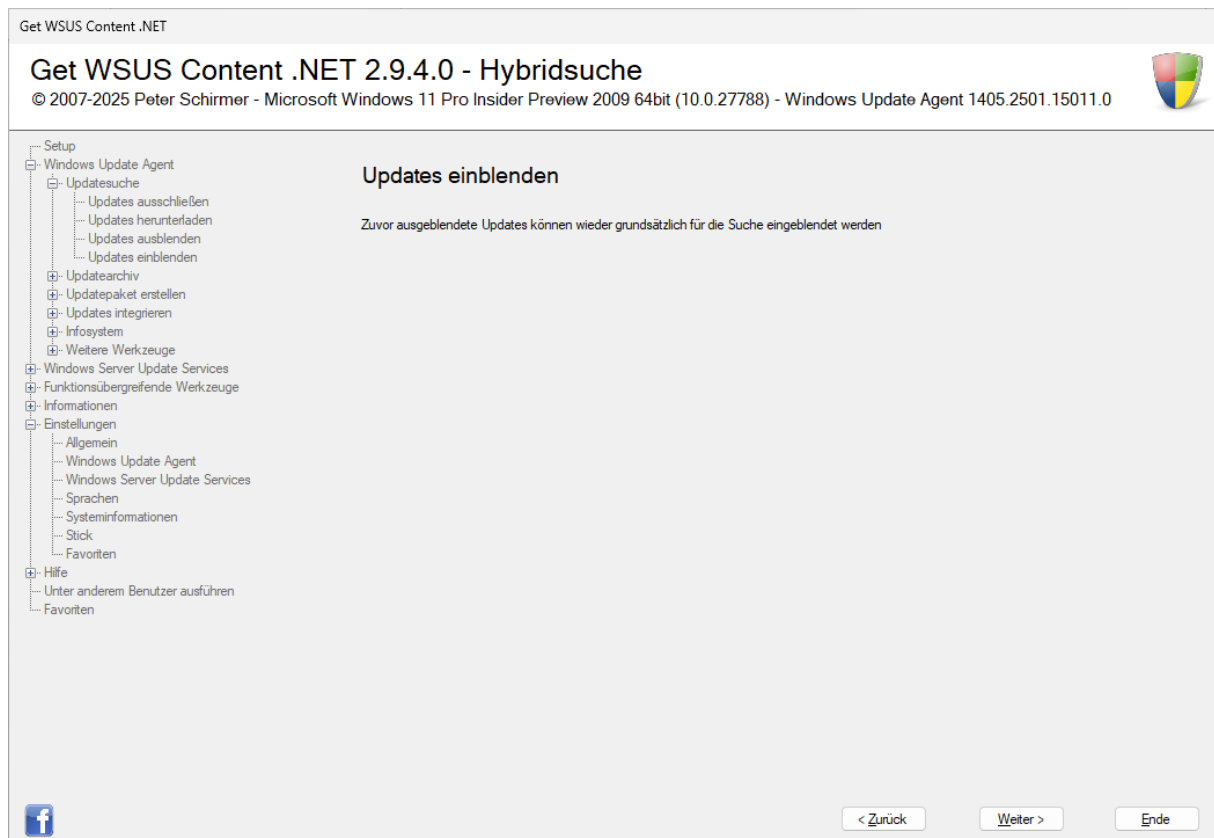 Get WSUS Content .NET
Get WSUS Content .NET 2.9.4.0 - Hybridsuche
© 2007-2025 Peter Schirmer - Microsoft Windows 11 Pro Insider Preview 2009 64bit (10.0.27788) - Windows Update Agent 1405.2501.15011.0
Setup
Windows Update Agent
Updatesuche
Updates ausschließen
Updates herunterladen
Updates ausblenden
Updates einblenden
Updatearchiv
Updatepaket erstellen
Updates integrieren
Infosystem
Weitere Werkzeuge
Windows Server Update Services
Funktionsübergreifende Werkzeuge
Informationen
Einstellungen
Allgemein
Windows Update Agent
Windows Server Update Services
Sprachen
Systeminformationen
Stick
Favoriten
Hilfe
Unter anderem Benutzer ausführen
Favoriten
Updates einblenden
Zuvor ausgeblendete Updates können wieder grundsätzlich für die Suche eingeblendet werden
f
< Zurück
Weiter >
Ende